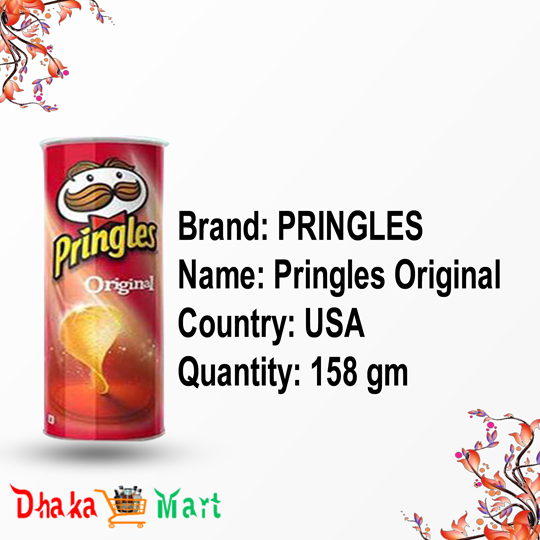 Pringles
Original
Brand: PRINGLES
Name: Pringles Original
Country: USA
Quantity: 158 gm
Dhaka Mart